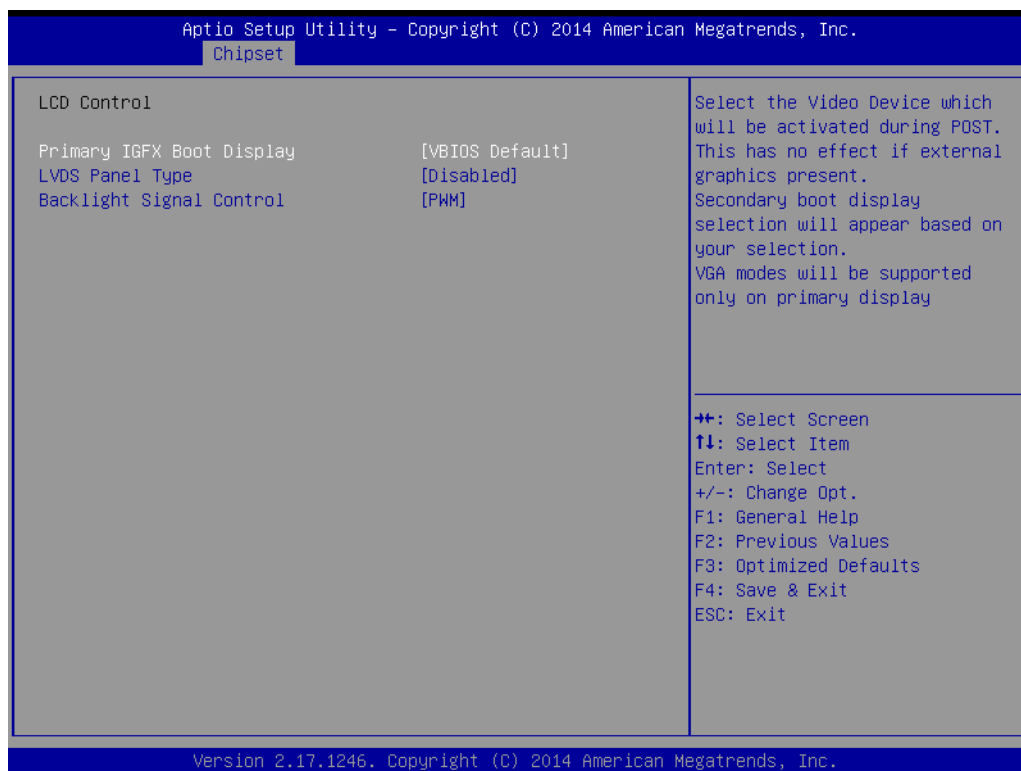 Aptio Setup Utility – Copyright (C) 2014 American Megatrends, Inc.
Chipset
LCD Control
Primary IGFX Boot Display [VBIOS Default]
LVDS Panel Type [Disabled]
Backlight Signal Control [PWM]
Select the Video Device which
will be activated during POST.
This has no effect if external
graphics present.
Secondary boot display
selection will appear based on
your selection.
VGA modes will be supported
only on primary display
→←: Select Screen
↑↓: Select Item
Enter: Select
+/-: Change Opt.
F1: General Help
F2: Previous Values
F3: Optimized Defaults
F4: Save & Exit
ESC: Exit
Version 2.17.1246. Copyright (C) 2014 American Megatrends, Inc.